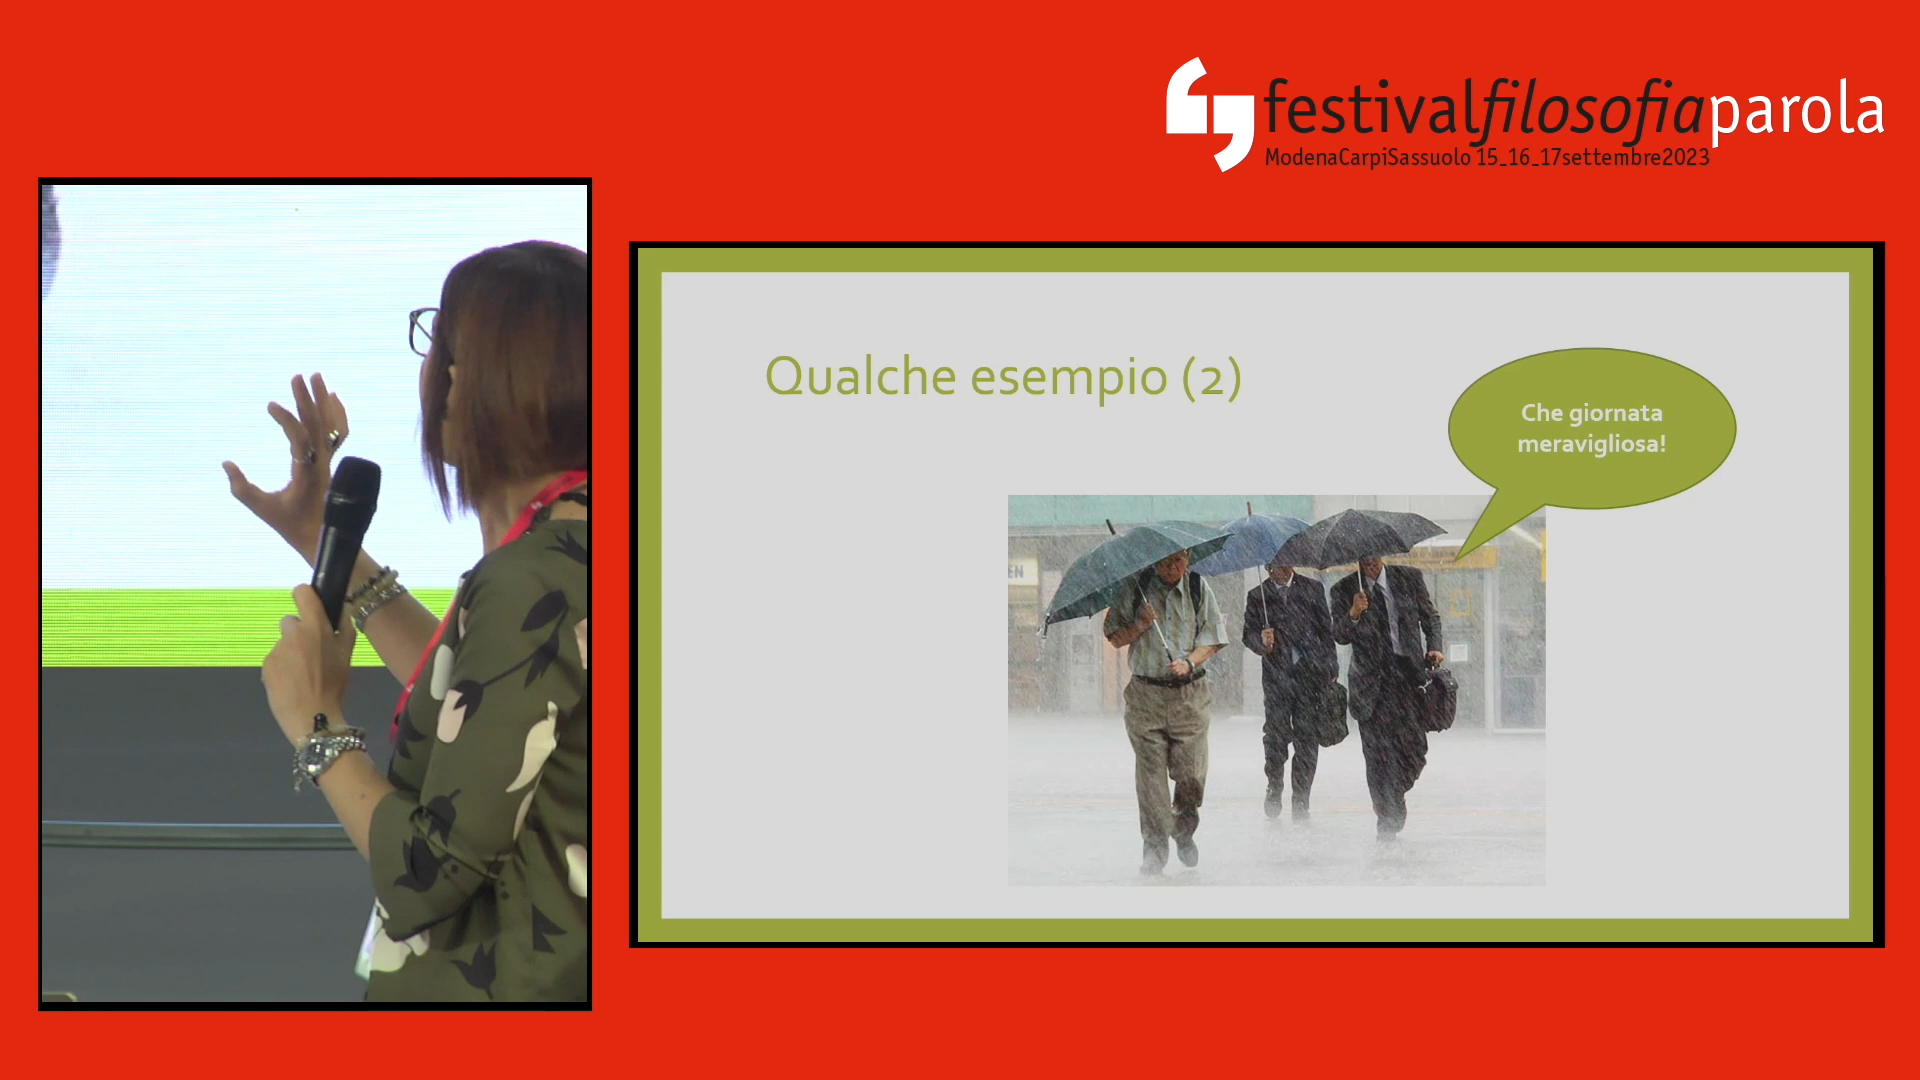 festivalfilosofiaparola
ModenaCarpiSassuolo 15_16_17settembre2023
Qualche esempio (2)
Che giornata
meravigliosa!
EN